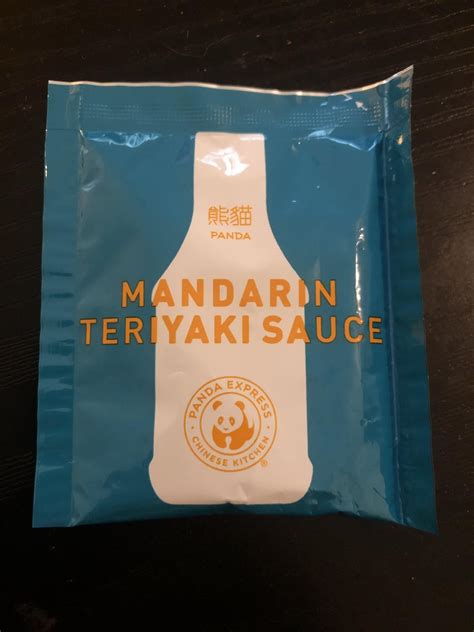 熊貓
PANDA
MANDARIN
TERIYAKI SAUCE
PANDA EXPRESS
CHINESE KITCHEN
®